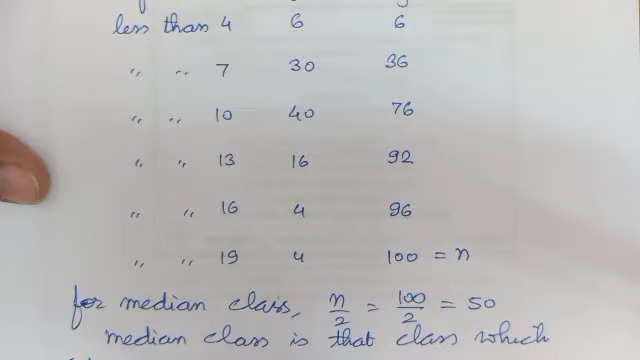 less than 4 6 6
„ „ 7 30 36
„ „ 10 40 76
„ „ 13 16 92
„ „ 16 4 96
„ „ 19 4 100 = n
for median class, n/2 = 100/2 = 50
median class is that class which